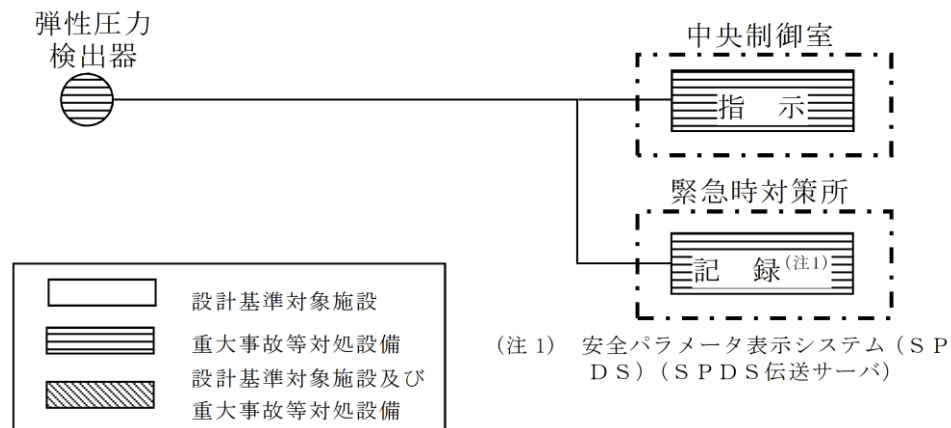 弾性圧力
検出器
中央制御室
指　示
緊急時対策所
記　録(注1)
設計基準対象施設
重大事故等対処設備
設計基準対象施設及び
重大事故等対処設備
(注1)　安全パラメータ表示システム（ＳＰ
ＤＳ）（ＳＰＤＳ伝送サーバ）